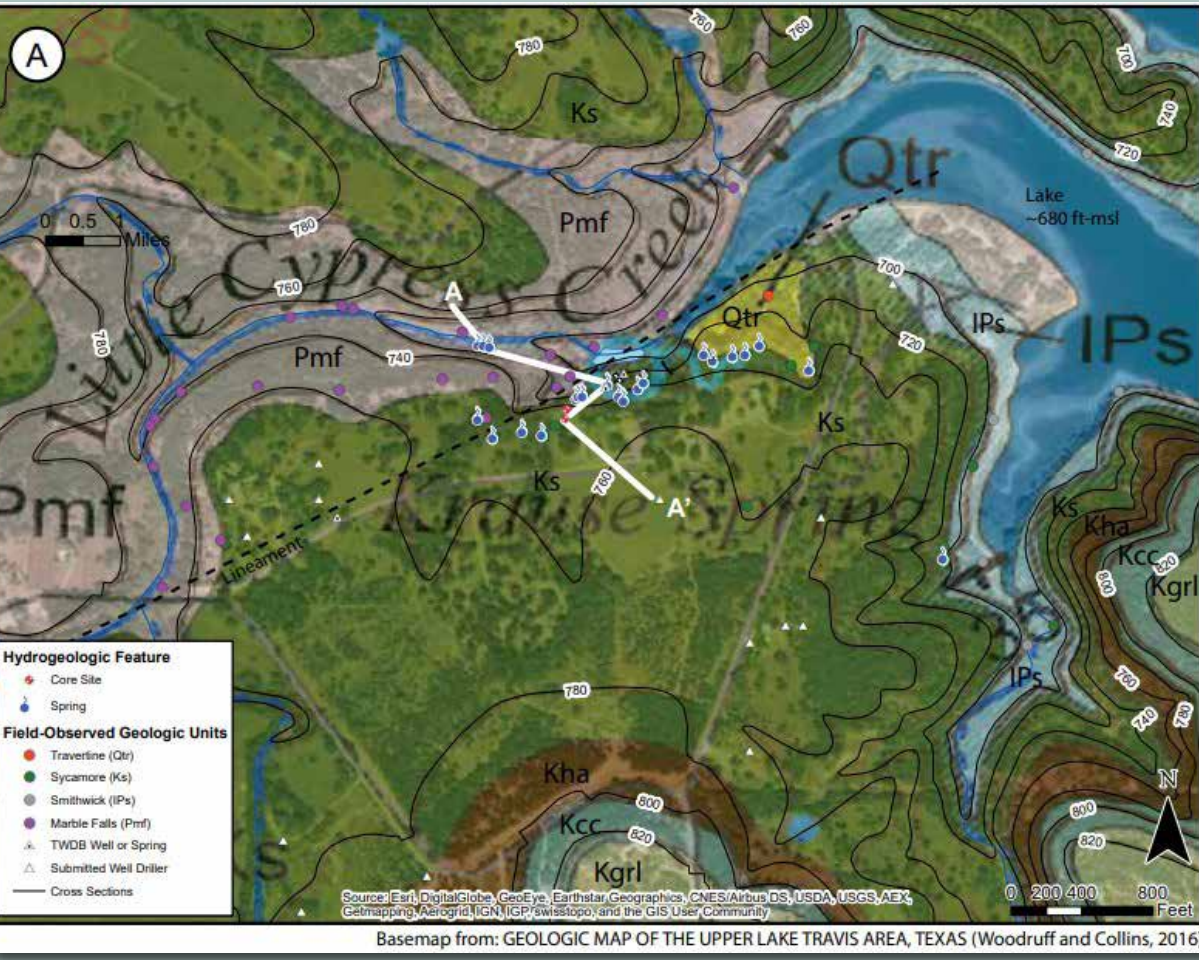 A
780
760
760
700
740
720
Ks
Qtr
Lake
~680 ft-msl
Pmf
780
0 0.5 1
Miles
Little Cypress Creek
760
A
700
Qtr
IPs
IPs
780
Pmf
740
720
Ks
Ks
760
Krause Spring
A'
Pmf
Lineament
Ks
Kha
Kcc
820
800
Kgrl
IPs
760
740
780
780
Kha
800
Kcc
820
Kgrl
N
800
820
Hydrogeologic Feature
Core Site
Spring
Field-Observed Geologic Units
Travertine (Qtr)
Sycamore (Ks)
Smithwick (IPs)
Marble Falls (Pmf)
TWDB Well or Spring
Submitted Well Driller
Cross Sections
Source: Esri, DigitalGlobe, GeoEye, Earthstar Geographics, CNES/Airbus DS, USDA, USGS, AEX,
Getmapping, Aerogrid, IGN, IGP, swisstopo, and the GIS User Community
0 200 400 800
Feet
Basemap from: GEOLOGIC MAP OF THE UPPER LAKE TRAVIS AREA, TEXAS (Woodruff and Collins, 2016